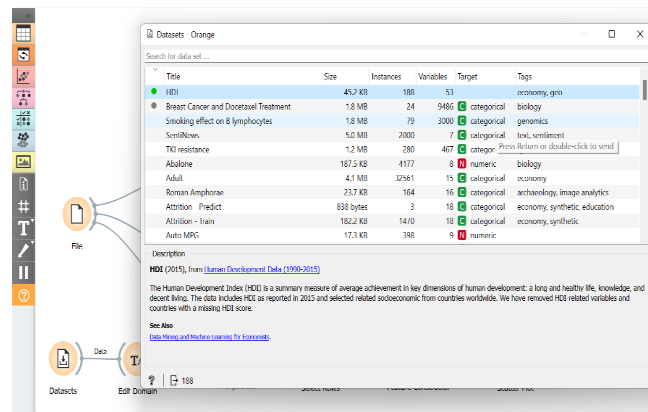 Datasets - Orange
Search for data set ...
Title Size Instances Variables Target Tags
HDI 45.2 KB 188 53 economy, geo
Breast Cancer and Docetaxel Treatment 1.8 MB 24 9486 C categorical biology
Smoking effect on B lymphocytes 1.8 MB 79 3000 C categorical genomics
SentiNews 5.0 MB 2000 7 C categorical text, sentiment
TKI resistance 1.2 MB 280 467 C categor
Press Return or double-click to send
Abalone 187.5 KB 4177 8 N numeric biology
Adult 4.1 MB 32561 15 C categorical economy
Roman Amphorae 23.7 KB 164 16 C categorical archaeology, image analytics
Attrition - Predict 838 bytes 3 18 C categorical economy, synthetic, education
Attrition - Train 182.2 KB 1470 18 C categorical economy, synthetic
Auto MPG 17.3 KB 398 9 N numeric
Description
HDI (2015), from Human Development Data (1990-2015)
The Human Development Index (HDI) is a summary measure of average achievement in key dimensions of human development: a long and healthy life, knowledge, and
decent living. The data includes HDI as reported in 2015 and selected related socioeconomic from countries worldwide. We have removed HDI-related variables and
countries with a missing HDI score.
See Also
Data Mining and Machine Learning for Economists.
? 188
File
Data
Datasets
Edit Domain
Select Rows
Feature Constructor
Scatter Plot